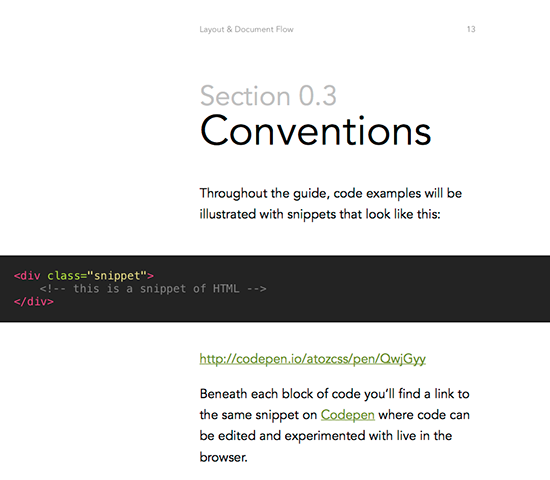 Layout & Document Flow 13
Section 0.3
Conventions
Throughout the guide, code examples will be
illustrated with snippets that look like this:
<div class="snippet">
    <!-- this is a snippet of HTML -->
</div>
http://codepen.io/atozcss/pen/QwjGyy
Beneath each block of code you’ll find a link to
the same snippet on Codepen where code can
be edited and experimented with live in the
browser.